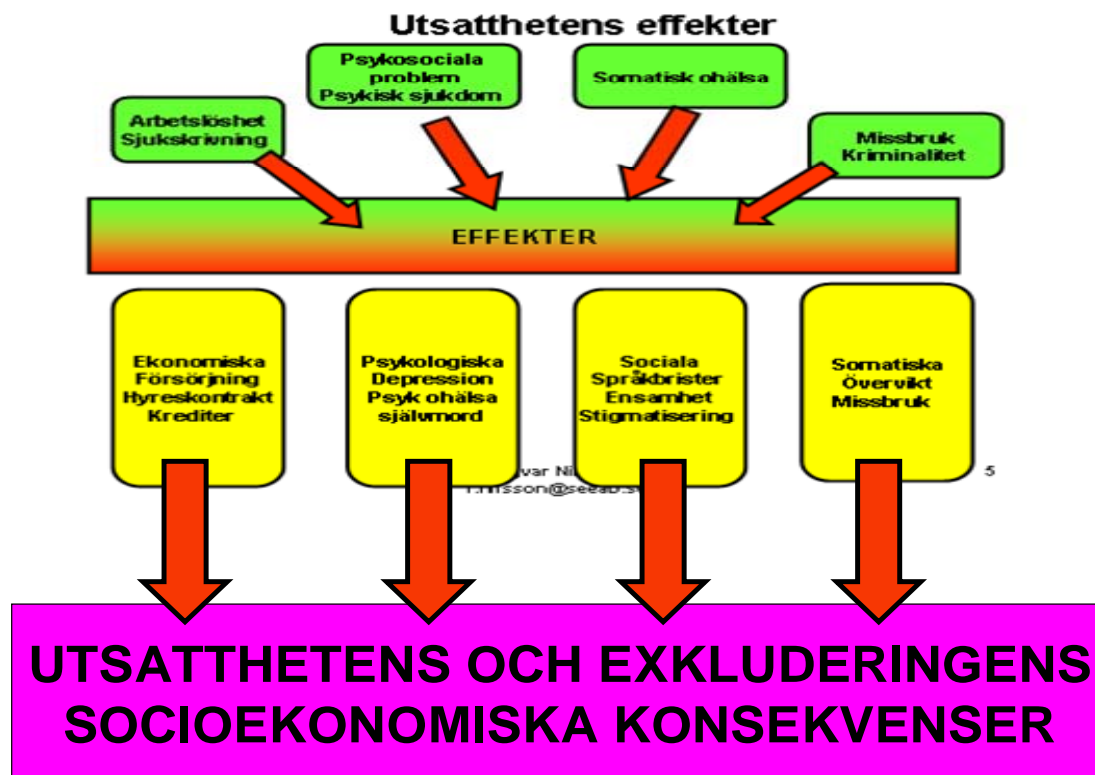 Utsatthetens effekter
Psykosociala
problem
Psykisk sjukdom
Somatisk ohälsa
Arbetslöshet
Sjukskrivning
Missbruk
Kriminalitet
EFFEKTER
Ekonomiska
Försörjning
Hyreskontrakt
Krediter
Psykologiska
Depression
Psyk ohälsa
självmord
Sociala
Språkbrister
Ensamhet
Stigmatisering
Somatiska
Övervikt
Missbruk
5
UTSATTHETENS OCH EXKLUDERINGENS
SOCIOEKONOMISKA KONSEKVENSER